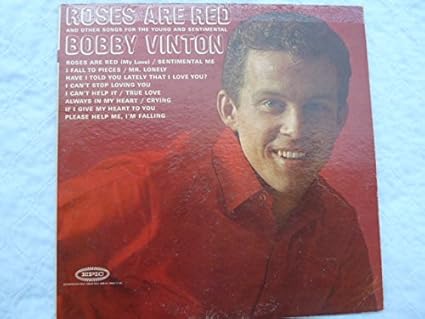 ROSES ARE RED
AND OTHER SONGS FOR THE YOUNG AND SENTIMENTAL
BOBBY VINTON
ROSES ARE RED (My Love) / SENTIMENTAL ME
I FALL TO PIECES / MR. LONELY
HAVE I TOLD YOU LATELY THAT I LOVE YOU?
I CAN'T STOP LOVING YOU
I CAN'T HELP IT / TRUE LOVE
ALWAYS IN MY HEART / CRYING
IF I GIVE MY HEART TO YOU
PLEASE HELP ME, I'M FALLING
EPIC